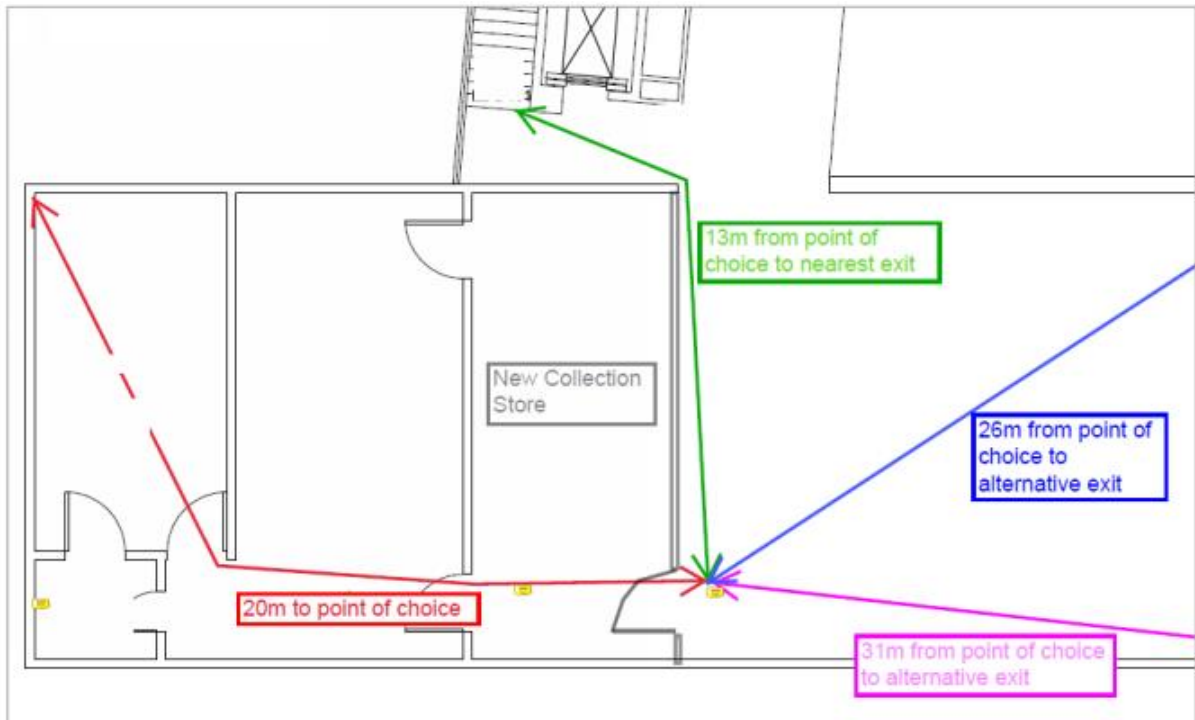 13m from point of
choice to nearest exit
New Collection
Store
26m from point of
choice to
alternative exit
20m to point of choice
31m from point of choice
to alternative exit